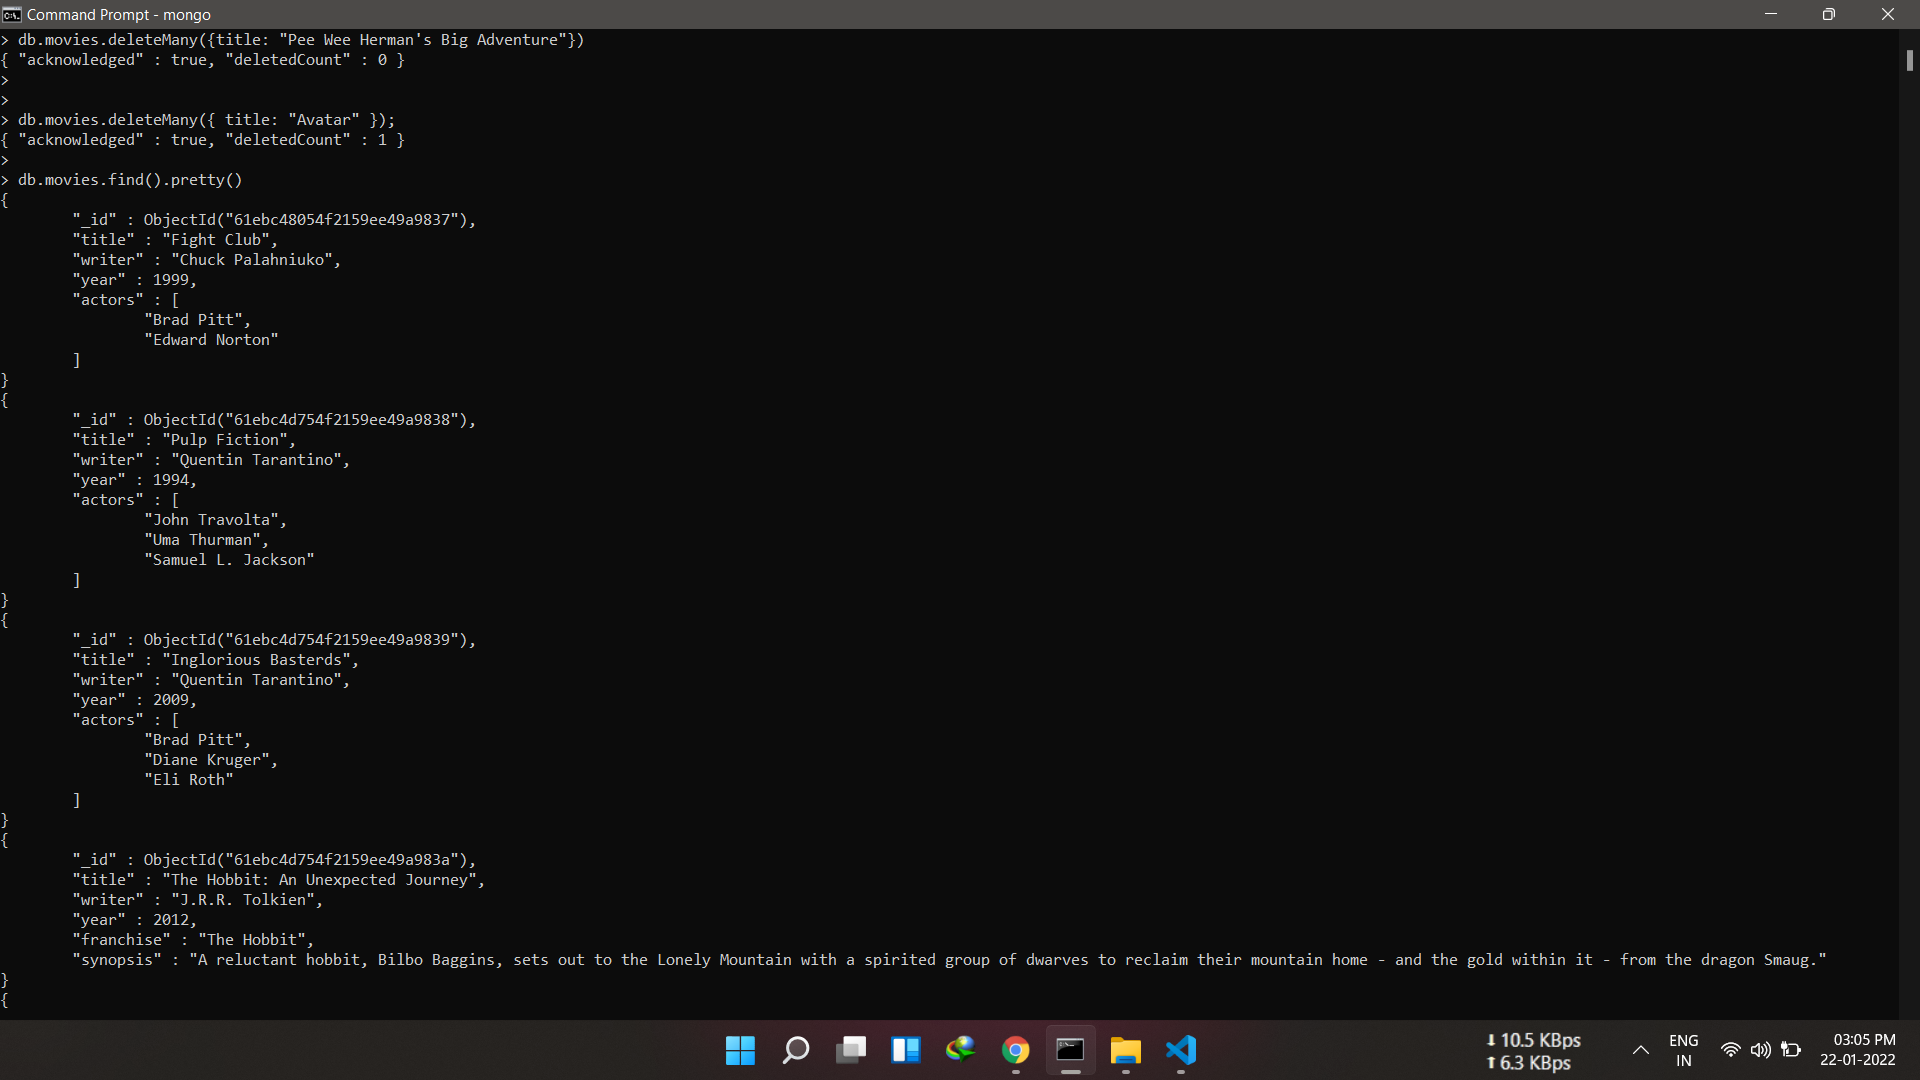 Command Prompt - mongo
> db.movies.deleteMany({title: "Pee Wee Herman's Big Adventure"})
{ "acknowledged" : true, "deletedCount" : 0 }
>
>
> db.movies.deleteMany({ title: "Avatar" });
{ "acknowledged" : true, "deletedCount" : 1 }
>
> db.movies.find().pretty()
{
"_id" : ObjectId("61ebc48054f2159ee49a9837"),
"title" : "Fight Club",
"writer" : "Chuck Palahniuko",
"year" : 1999,
"actors" : [
"Brad Pitt",
"Edward Norton"
]
}
{
"_id" : ObjectId("61ebc4d754f2159ee49a9838"),
"title" : "Pulp Fiction",
"writer" : "Quentin Tarantino",
"year" : 1994,
"actors" : [
"John Travolta",
"Uma Thurman",
"Samuel L. Jackson"
]
}
{
"_id" : ObjectId("61ebc4d754f2159ee49a9839"),
"title" : "Inglorious Basterds",
"writer" : "Quentin Tarantino",
"year" : 2009,
"actors" : [
"Brad Pitt",
"Diane Kruger",
"Eli Roth"
]
}
{
"_id" : ObjectId("61ebc4d754f2159ee49a983a"),
"title" : "The Hobbit: An Unexpected Journey",
"writer" : "J.R.R. Tolkien",
"year" : 2012,
"franchise" : "The Hobbit",
"synopsis" : "A reluctant hobbit, Bilbo Baggins, sets out to the Lonely Mountain with a spirited group of dwarves to reclaim their mountain home - and the gold within it - from the dragon Smaug."
}
{
⬇ 10.5 KBps
⬆ 6.3 KBps
ENG
IN
03:05 PM
22-01-2022